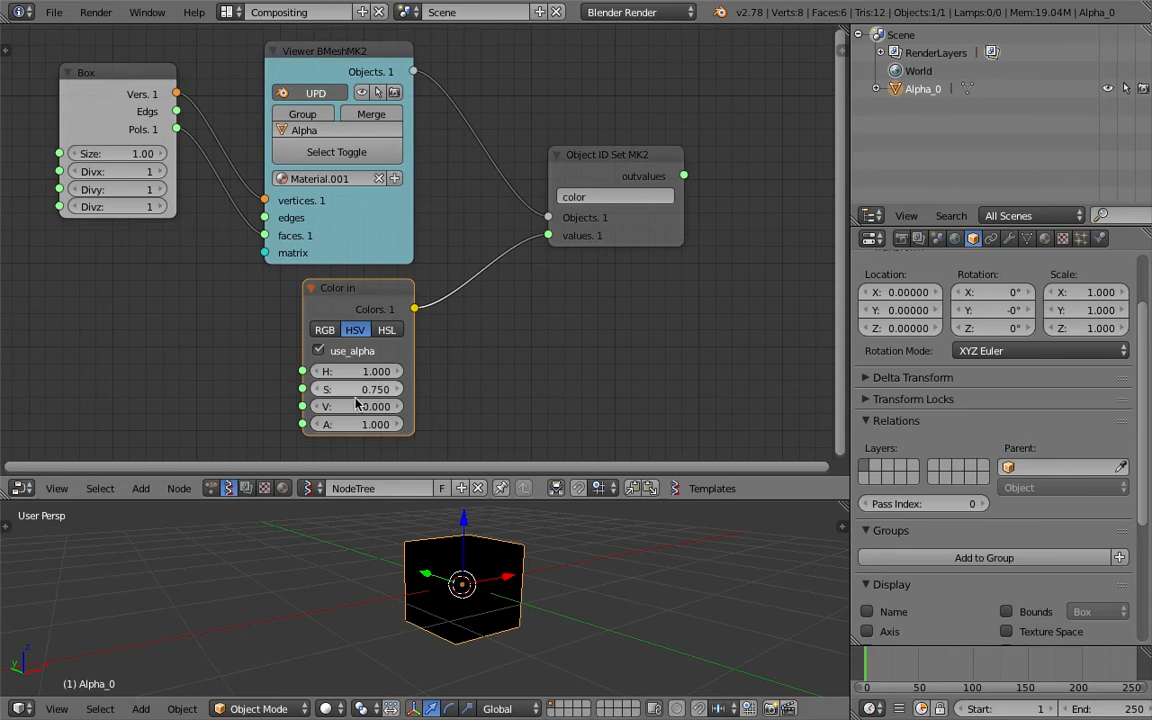 File Render Window Help Compositing Scene Blender Render v2.78 | Verts:8 | Faces:6 | Tris:12 | Objects:1/1 | Lamps:0/0 | Mem:19.04M | Alpha_0
Box
Vers. 1
Edgs
Pols. 1
Size: 1.00
Divx: 1
Divy: 1
Divz: 1
Viewer BMeshMK2
Objects. 1
UPD
Group Merge
Alpha
Select Toggle
Material.001
vertices. 1
edges
faces. 1
matrix
Color in
Colors. 1
RGB HSV HSL
use_alpha
H: 1.000
S: 0.750
V: 0.000
A: 1.000
Object ID Set MK2
outvalues
color
Objects. 1
values. 1
View Select Add Node NodeTree F Templates
User Persp
z
y
(1) Alpha_0
View Select Add Object Object Mode Global
Scene
RenderLayers
World
Alpha_0
View Search All Scenes
Location: Rotation: Scale:
X: 0.00000 X: 0° X: 1.000
Y: 0.00000 Y: -0° Y: 1.000
Z: 0.00000 Z: 0° Z: 1.000
Rotation Mode: XYZ Euler
Delta Transform
Transform Locks
Relations
Layers: Parent:
Object
Pass Index: 0
Groups
Add to Group
Display
Name Bounds Box
Axis Texture Space
0 50 100 150 200 250
Start: 1 End: 250